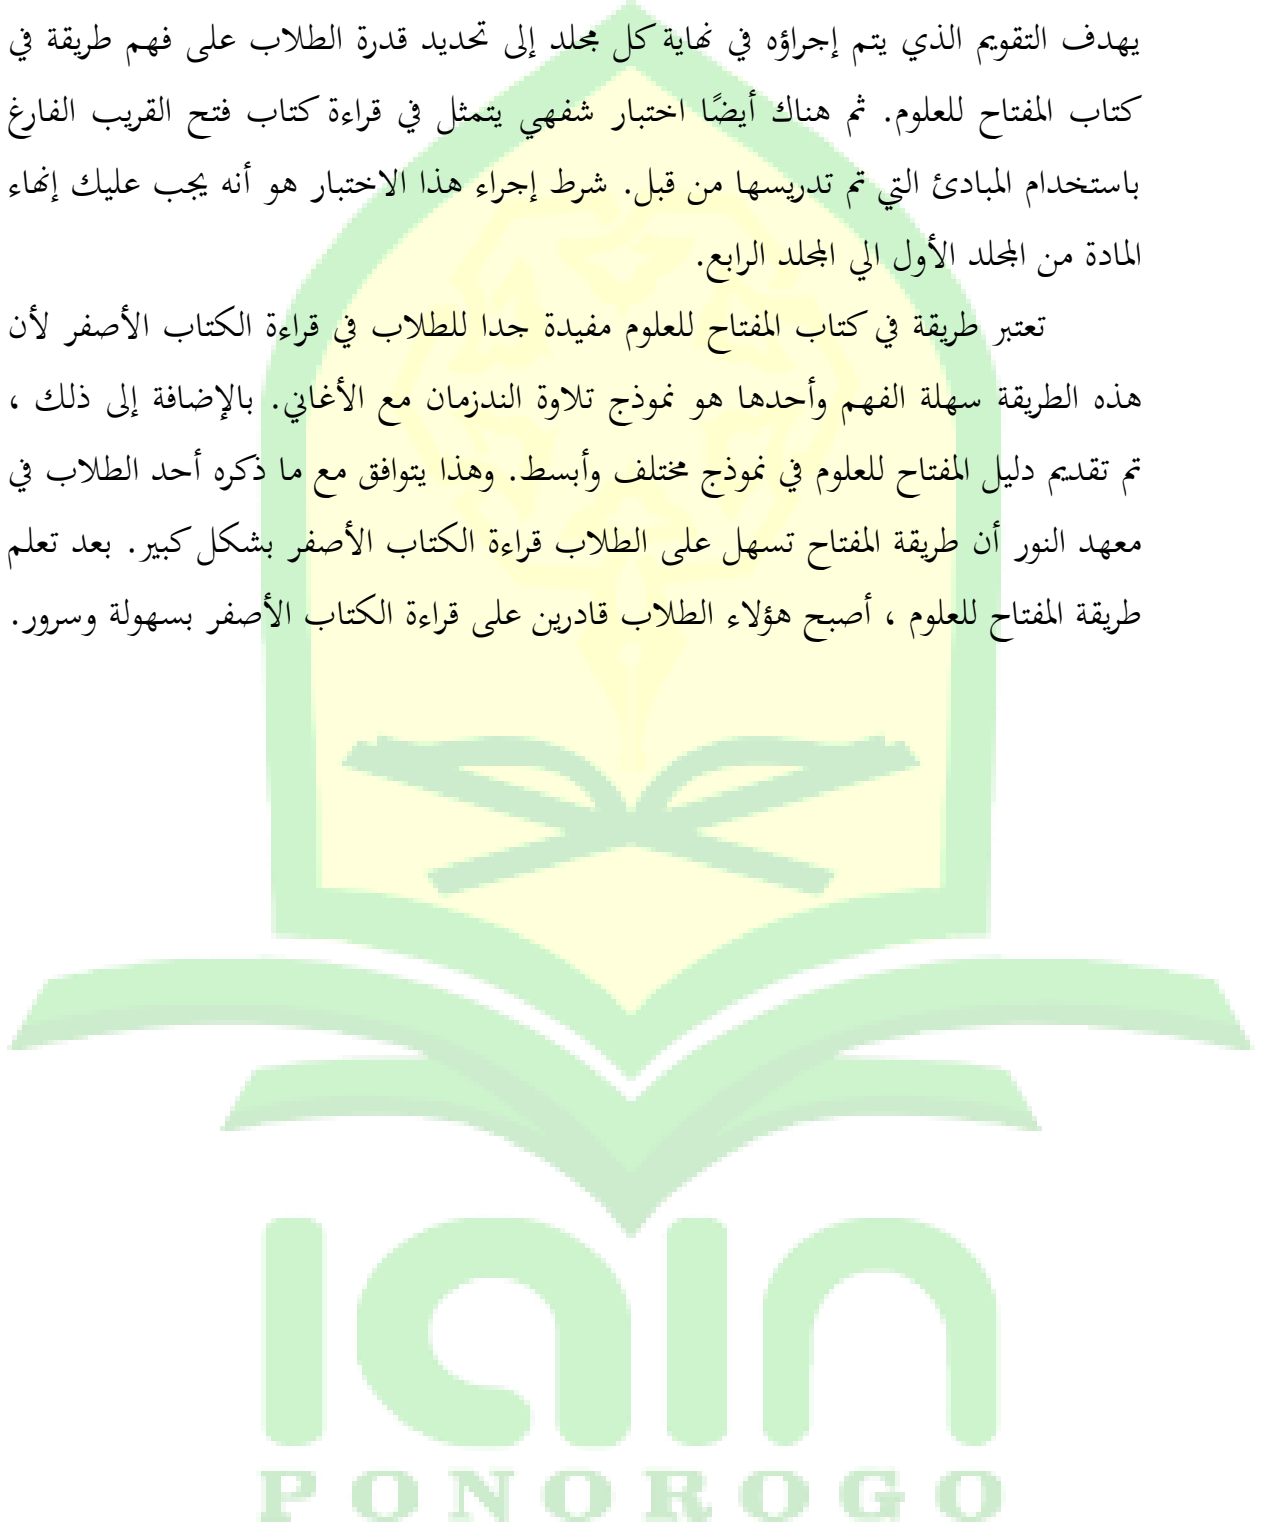 يهدف التقويم الذي يتم إجراؤه في نهاية كل مجلد إلى تحديد قدرة الطلاب على فهم طريقة في
كتاب المفتاح للعلوم. ثم هناك أيضًا اختبار شفهي يتمثل في قراءة كتاب فتح القريب الفارغ
باستخدام المبادئ التي تم تدريسها من قبل. شرط إجراء هذا الاختبار هو أنه يجب عليك إنهاء
المادة من المجلد الأول الي المجلد الرابع.
تعتبر طريقة في كتاب المفتاح للعلوم مفيدة جدا للطلاب في قراءة الكتاب الأصفر لأن
هذه الطريقة سهلة الفهم وأحدها هو نموذج تلاوة الندزمان مع الأغاني. بالإضافة إلى ذلك ،
تم تقديم دليل المفتاح للعلوم في نموذج مختلف وأبسط. وهذا يتوافق مع ما ذكره أحد الطلاب في
معهد النور أن طريقة المفتاح تسهل على الطلاب قراءة الكتاب الأصفر بشكل كبير. بعد تعلم
طريقة المفتاح للعلوم ، أصبح هؤلاء الطلاب قادرين على قراءة الكتاب الأصفر بسهولة وسرور.
IAIN
PONOROGO